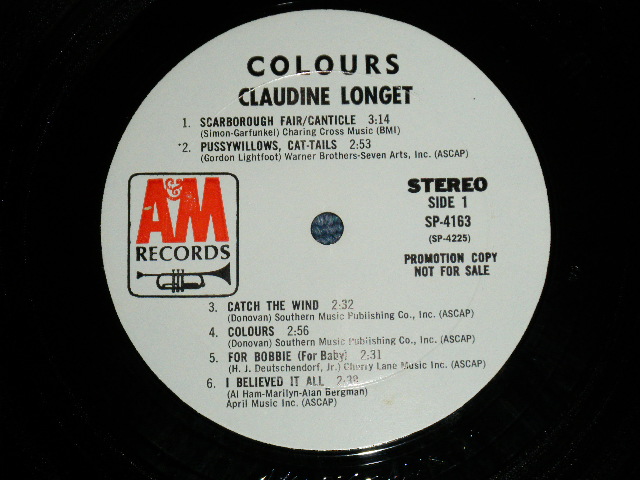 COLOURS
CLAUDINE LONGET
1. SCARBOROUGH FAIR/CANTICLE 3:14
(Simon-Garfunkel) Charing Cross Music (BMI)
2. PUSSYWILLOWS, CAT-TAILS 2:53
(Gordon Lightfoot) Warner Brothers-Seven Arts, Inc. (ASCAP)
A&M
RECORDS
STEREO
SIDE 1
SP-4163
(SP-4225)
PROMOTION COPY
NOT FOR SALE
3. CATCH THE WIND 2:32
(Donovan) Southern Music Publishing Co., Inc. (ASCAP)
4. COLOURS 2:56
(Donovan) Southern Music Publishing Co., Inc. (ASCAP)
5. FOR BOBBIE (For Baby) 2:31
(H. J. Deutschendorf, Jr.) Cherry Lane Music Inc. (ASCAP)
6. I BELIEVED IT ALL
(Al Ham-Marilyn-Alan Bergman)
April Music Inc. (ASCAP)